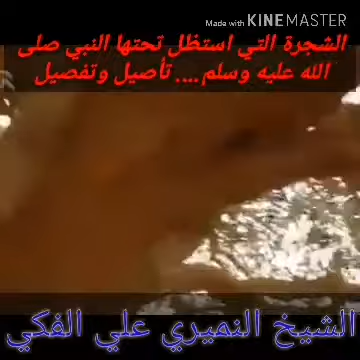 Made with KINEMASTER
الشجرة التي استظل تحتها النبي صلى
الله عليه وسلم .... تأصيل وتفصيل
الشيخ النميري علي الفكي